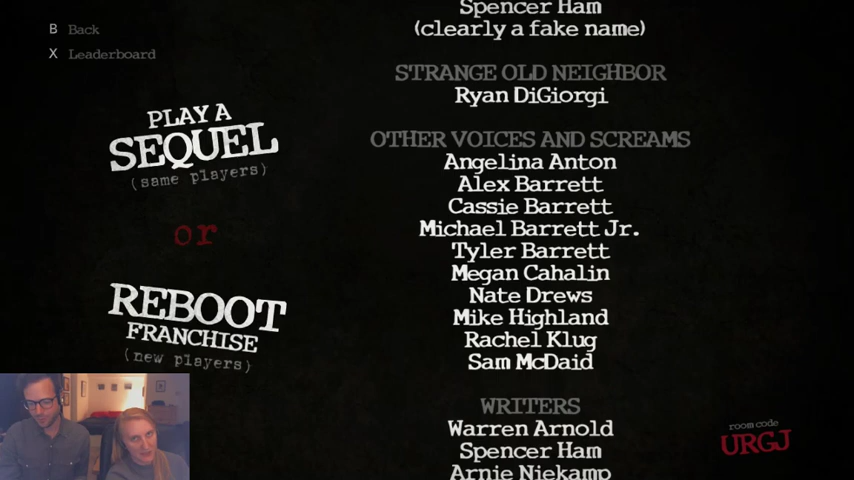 B Back
X Leaderboard
PLAY A
SEQUEL
(same players)
or
REBOOT
FRANCHISE
(new players)
Spencer Ham
(clearly a fake name)
STRANGE OLD NEIGHBOR
Ryan DiGiorgi
OTHER VOICES AND SCREAMS
Angelina Anton
Alex Barrett
Cassie Barrett
Michael Barrett Jr.
Tyler Barrett
Megan Cahalin
Nate Drews
Mike Highland
Rachel Klug
Sam McDaid
WRITERS
Warren Arnold
Spencer Ham
Arnie Niekamp
room code
URGJ